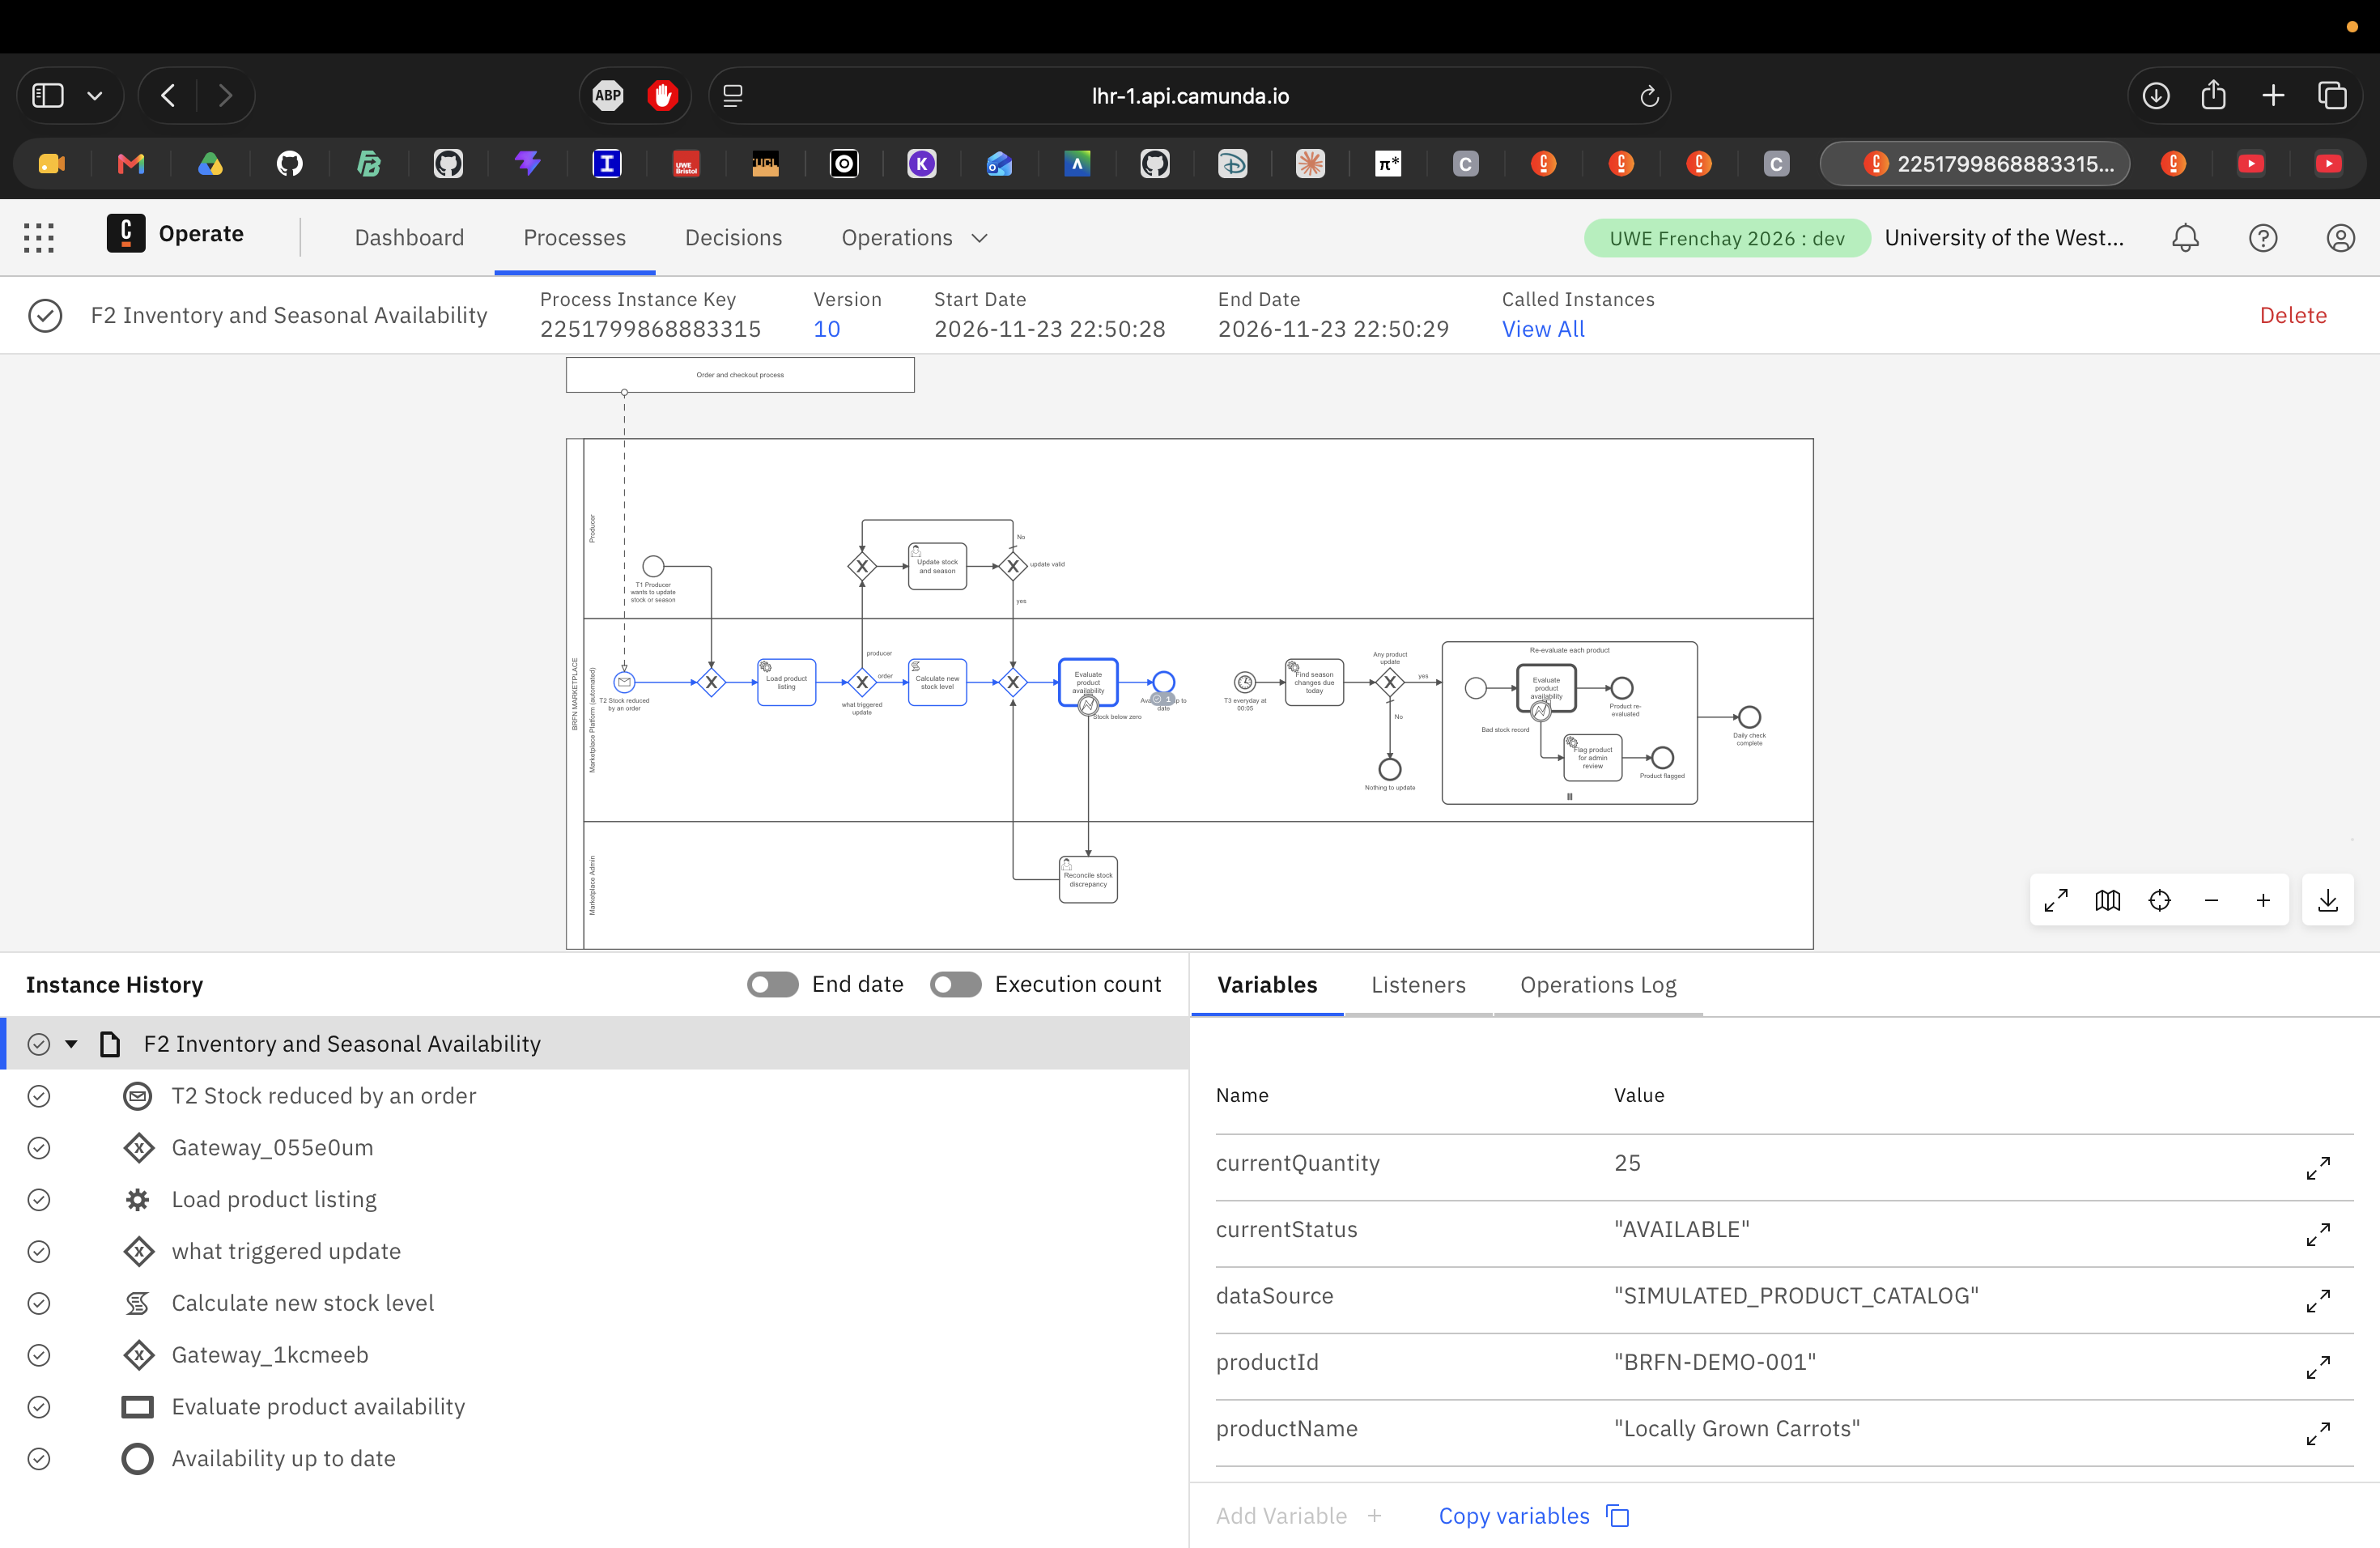 ABP
lhr-1.api.camunda.io
UWE Bristol
UCL
K
π*
C
C
2251799868883315...
Operate
Dashboard
Processes
Decisions
Operations
UWE Frenchay 2026 : dev
University of the West...
F2 Inventory and Seasonal Availability
Process Instance Key
2251799868883315
Version
10
Start Date
2026-11-23 22:50:28
End Date
2026-11-23 22:50:29
Called Instances
View All
Delete
Order and checkout process
BRFN MARKETPLACE
Producer
T1 Producer
wants to update
stock or season
Update stock
and season
No
update valid
yes
Marketplace Platform (automated)
T2 Stock reduced
by an order
Load product
listing
producer
order
what triggered
update
Calculate new
stock level
Evaluate
product
availability
Stock below zero
1
date
T3 everyday at
00:05
Find season
changes due
today
Any product
update
yes
No
Nothing to update
Re-evaluate each product
Evaluate
product
availability
Product re-
evaluated
Bad stock record
Flag product
for admin
review
Product flagged
Daily check
complete
Marketplace Admin
Reconcile stock
discrepancy
Instance History
End date
Execution count
F2 Inventory and Seasonal Availability
T2 Stock reduced by an order
Gateway_055e0um
Load product listing
what triggered update
Calculate new stock level
Gateway_1kcmeeb
Evaluate product availability
Availability up to date
Variables
Listeners
Operations Log
Name
Value
currentQuantity
25
currentStatus
"AVAILABLE"
dataSource
"SIMULATED_PRODUCT_CATALOG"
productId
"BRFN-DEMO-001"
productName
"Locally Grown Carrots"
Add Variable +
Copy variables